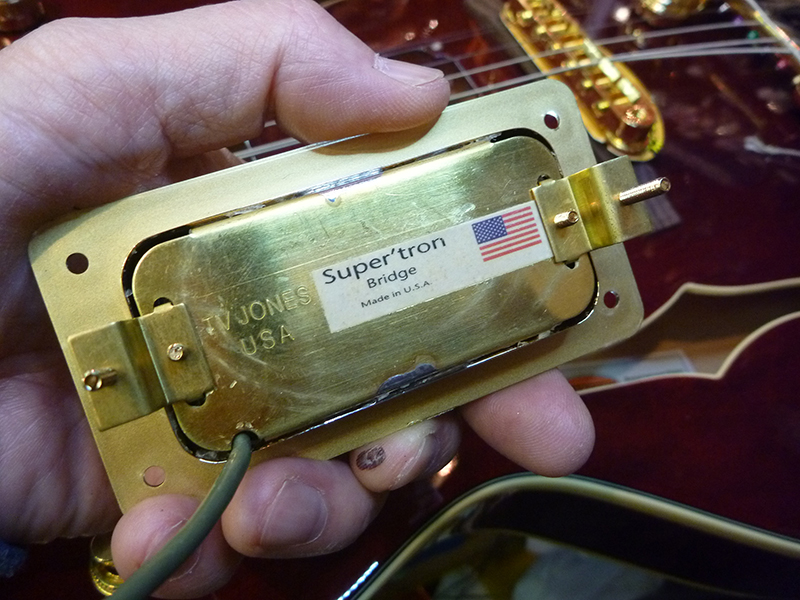 Super'tron
Bridge
Made in U.S.A.
TV JONES
USA